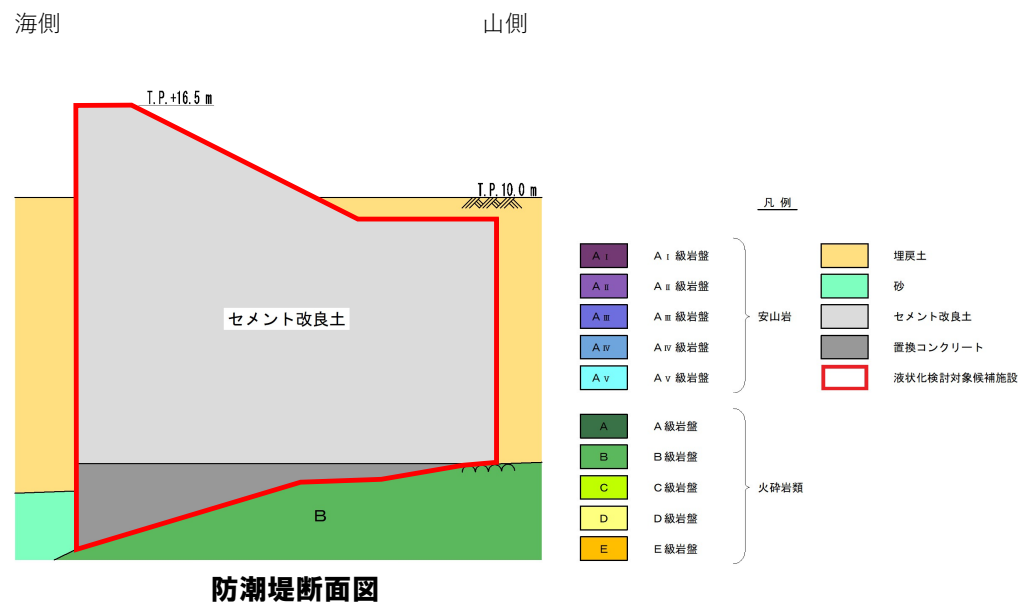 海側
山側
T.P.+16.5 m
T.P.10.0 m
セメント改良土
B
防潮堤断面図
凡 例
AⅠ AⅠ級岩盤
AⅡ AⅡ級岩盤
AⅢ AⅢ級岩盤
AⅣ AⅣ級岩盤
AⅤ AⅤ級岩盤
安山岩
A A級岩盤
B B級岩盤
C C級岩盤
D D級岩盤
E E級岩盤
火砕岩類
埋戻土
砂
セメント改良土
置換コンクリート
液状化検討対象候補施設